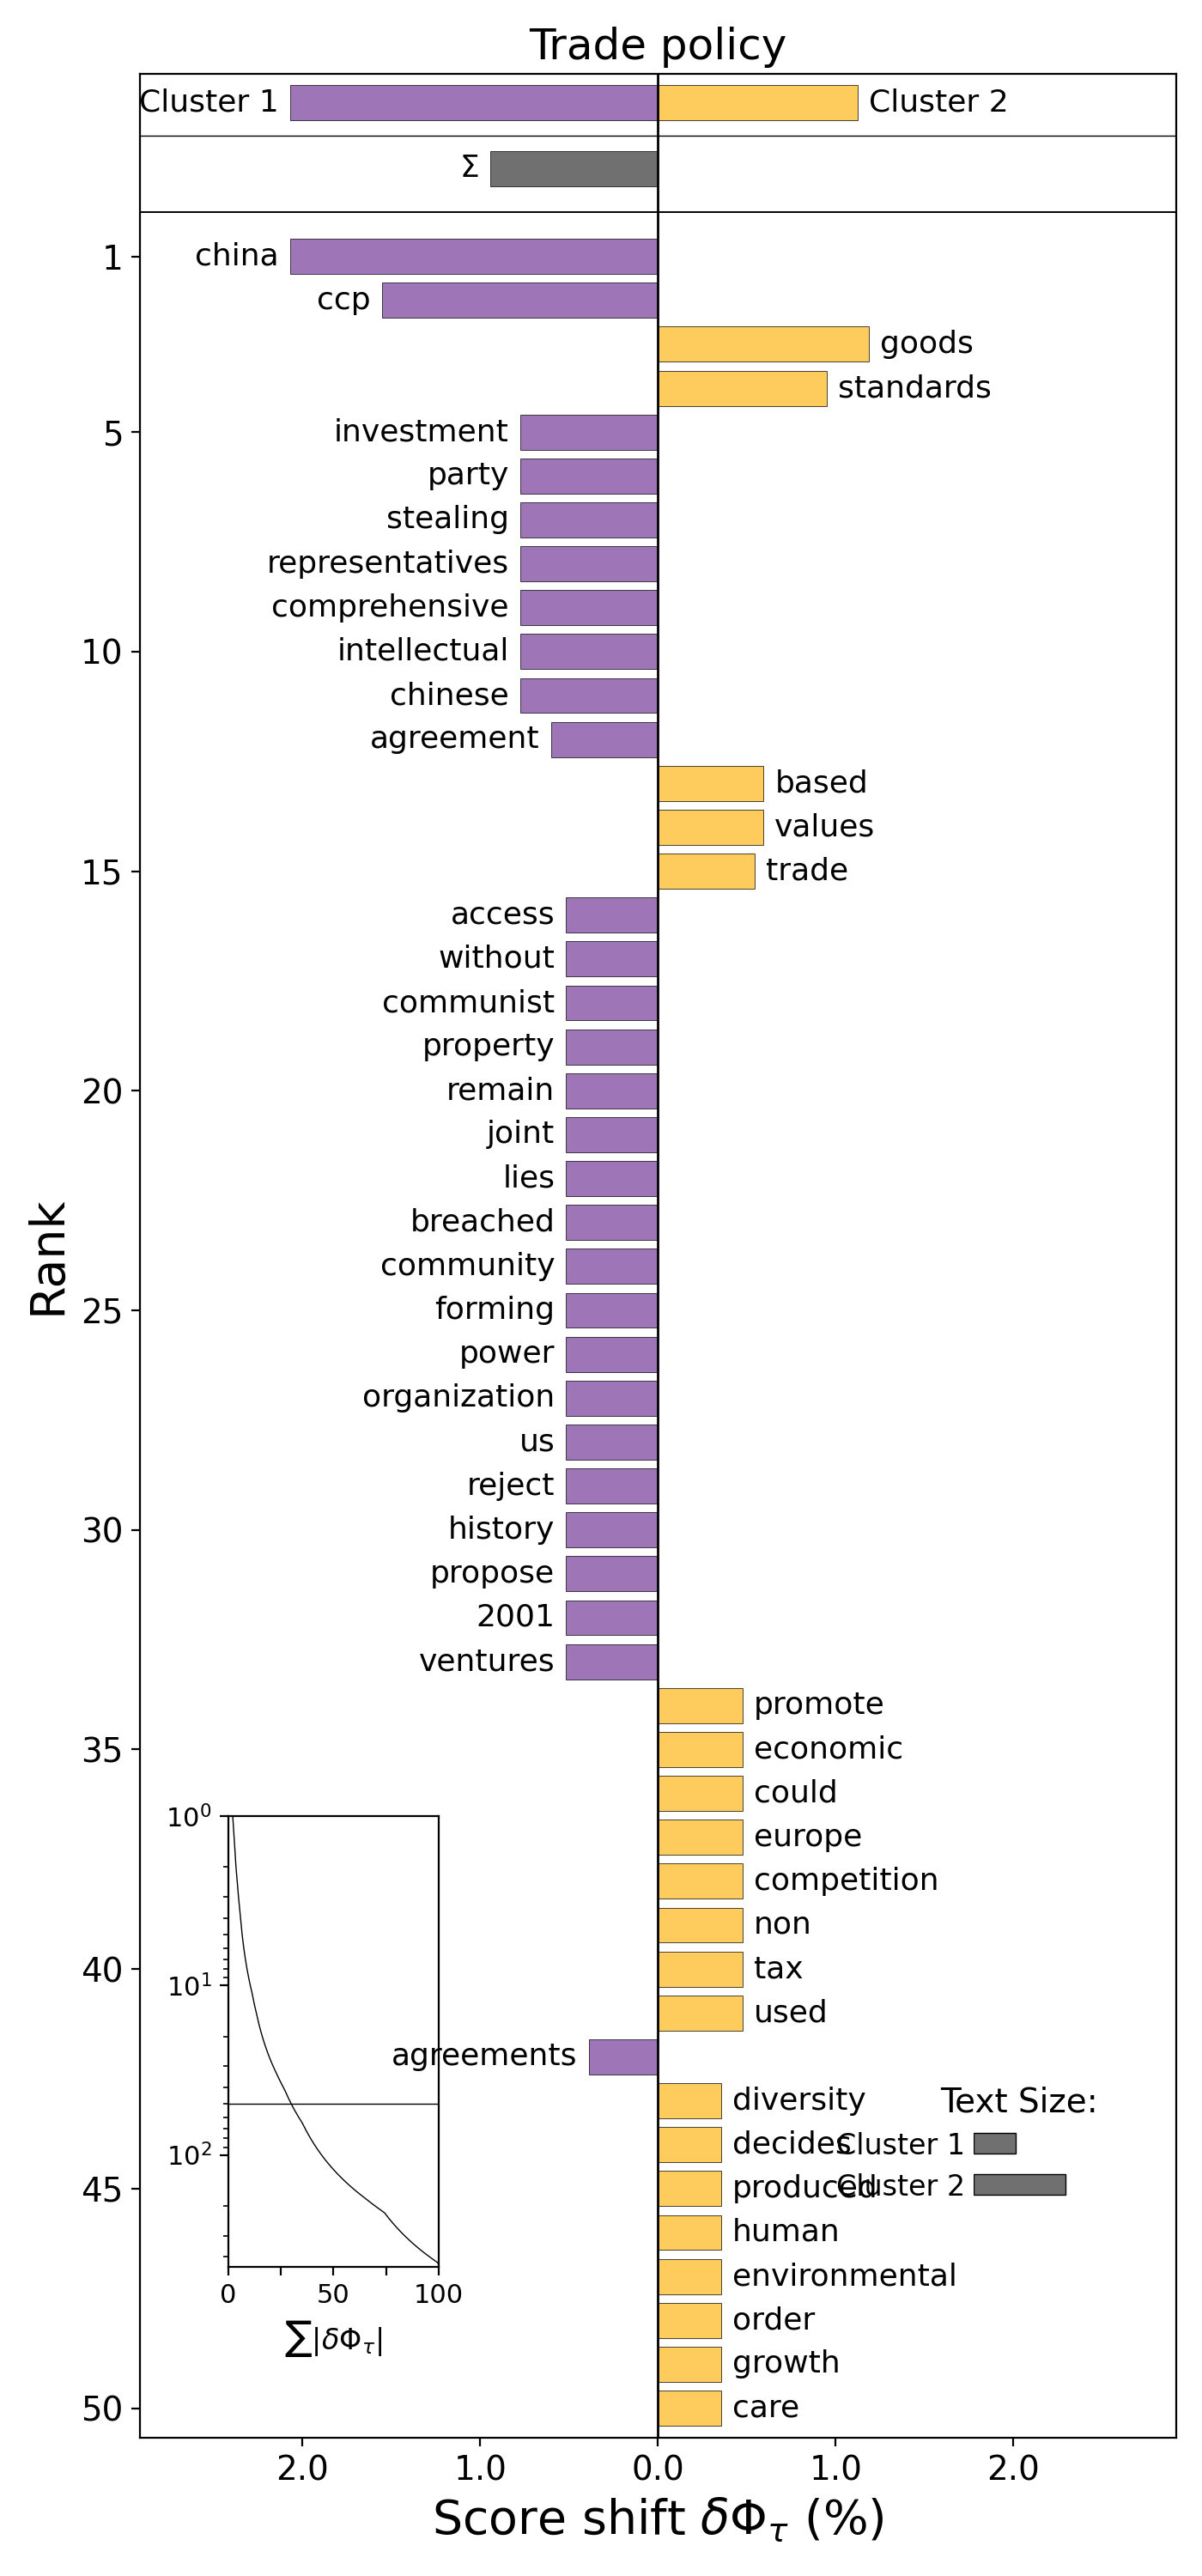 Trade policy
Cluster 1
Cluster 2
Σ
1
china
ccp
goods
standards
5
investment
party
stealing
representatives
comprehensive
10
intellectual
chinese
agreement
based
values
15
trade
access
without
communist
property
20
remain
joint
lies
breached
community
Rank
25
forming
power
organization
us
reject
30
history
propose
2001
ventures
promote
35
economic
could
europe
competition
non
40
tax
used
agreements
diversity
decides
45
produced
human
environmental
order
growth
50
care
Text Size:
Cluster 1
Cluster 2
10⁰
10¹
10²
0 50 100
∑|δΦτ|
2.0 1.0 0.0 1.0 2.0
Score shift δΦτ (%)